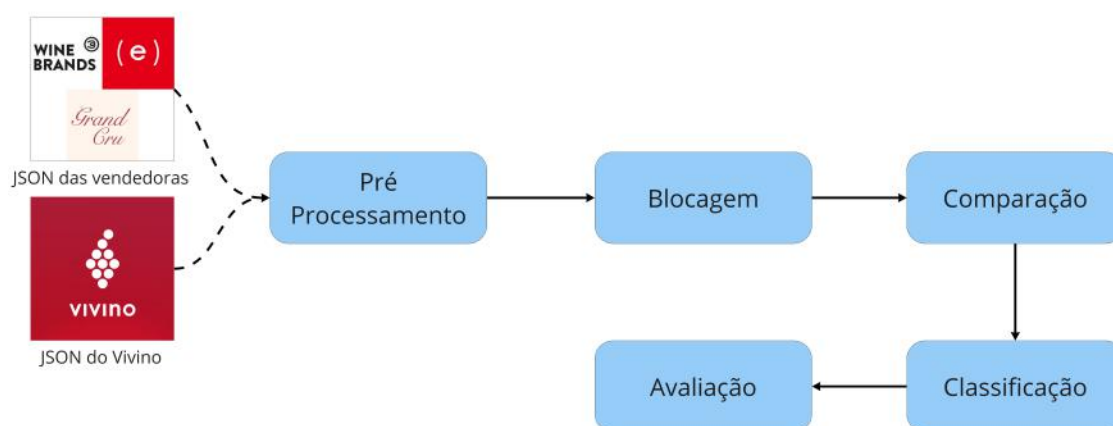 WINE
BRANDS
(e)
Grand
Cru
JSON das vendedoras
VIVINO
JSON do Vivino
Pré
Processamento
Blocagem
Comparação
Avaliação
Classificação